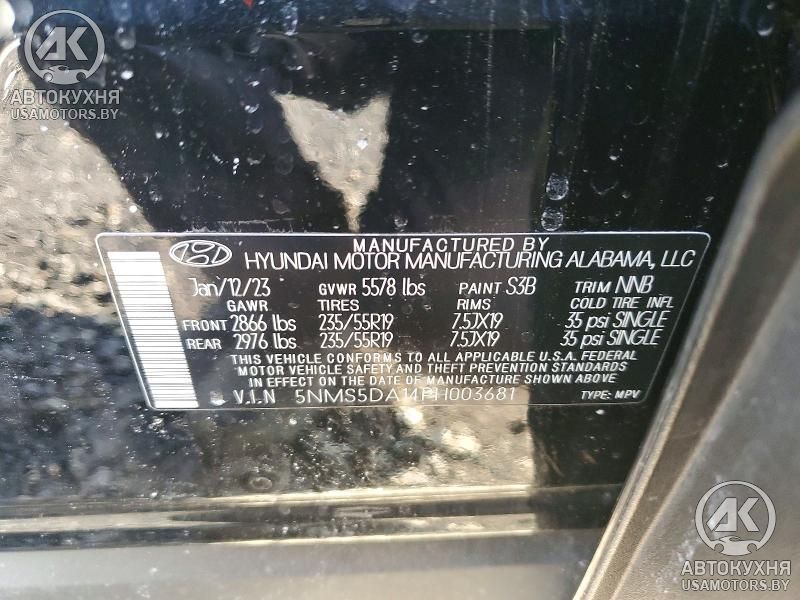 AK
АВТОКУХНЯ
USAMOTORS.BY
MANUFACTURED BY
HYUNDAI MOTOR MANUFACTURING ALABAMA, LLC
Jan/12/23 GVWR 5578 lbs PAINT S3B TRIM NNB
GAWR TIRES RIMS COLD TIRE INFL
FRONT 2866 lbs 235/55R19 7.5JX19 35 psi SINGLE
REAR 2976 lbs 235/55R19 7.5JX19 35 psi SINGLE
THIS VEHICLE CONFORMS TO ALL APPLICABLE U.S.A. FEDERAL
MOTOR VEHICLE SAFETY AND THEFT PREVENTION STANDARDS
IN EFFECT ON THE DATE OF MANUFACTURE SHOWN ABOVE.
V.I.N 5NMS5DA14PH003681 TYPE: MPV
AK
АВТОКУХНЯ
USAMOTORS.BY